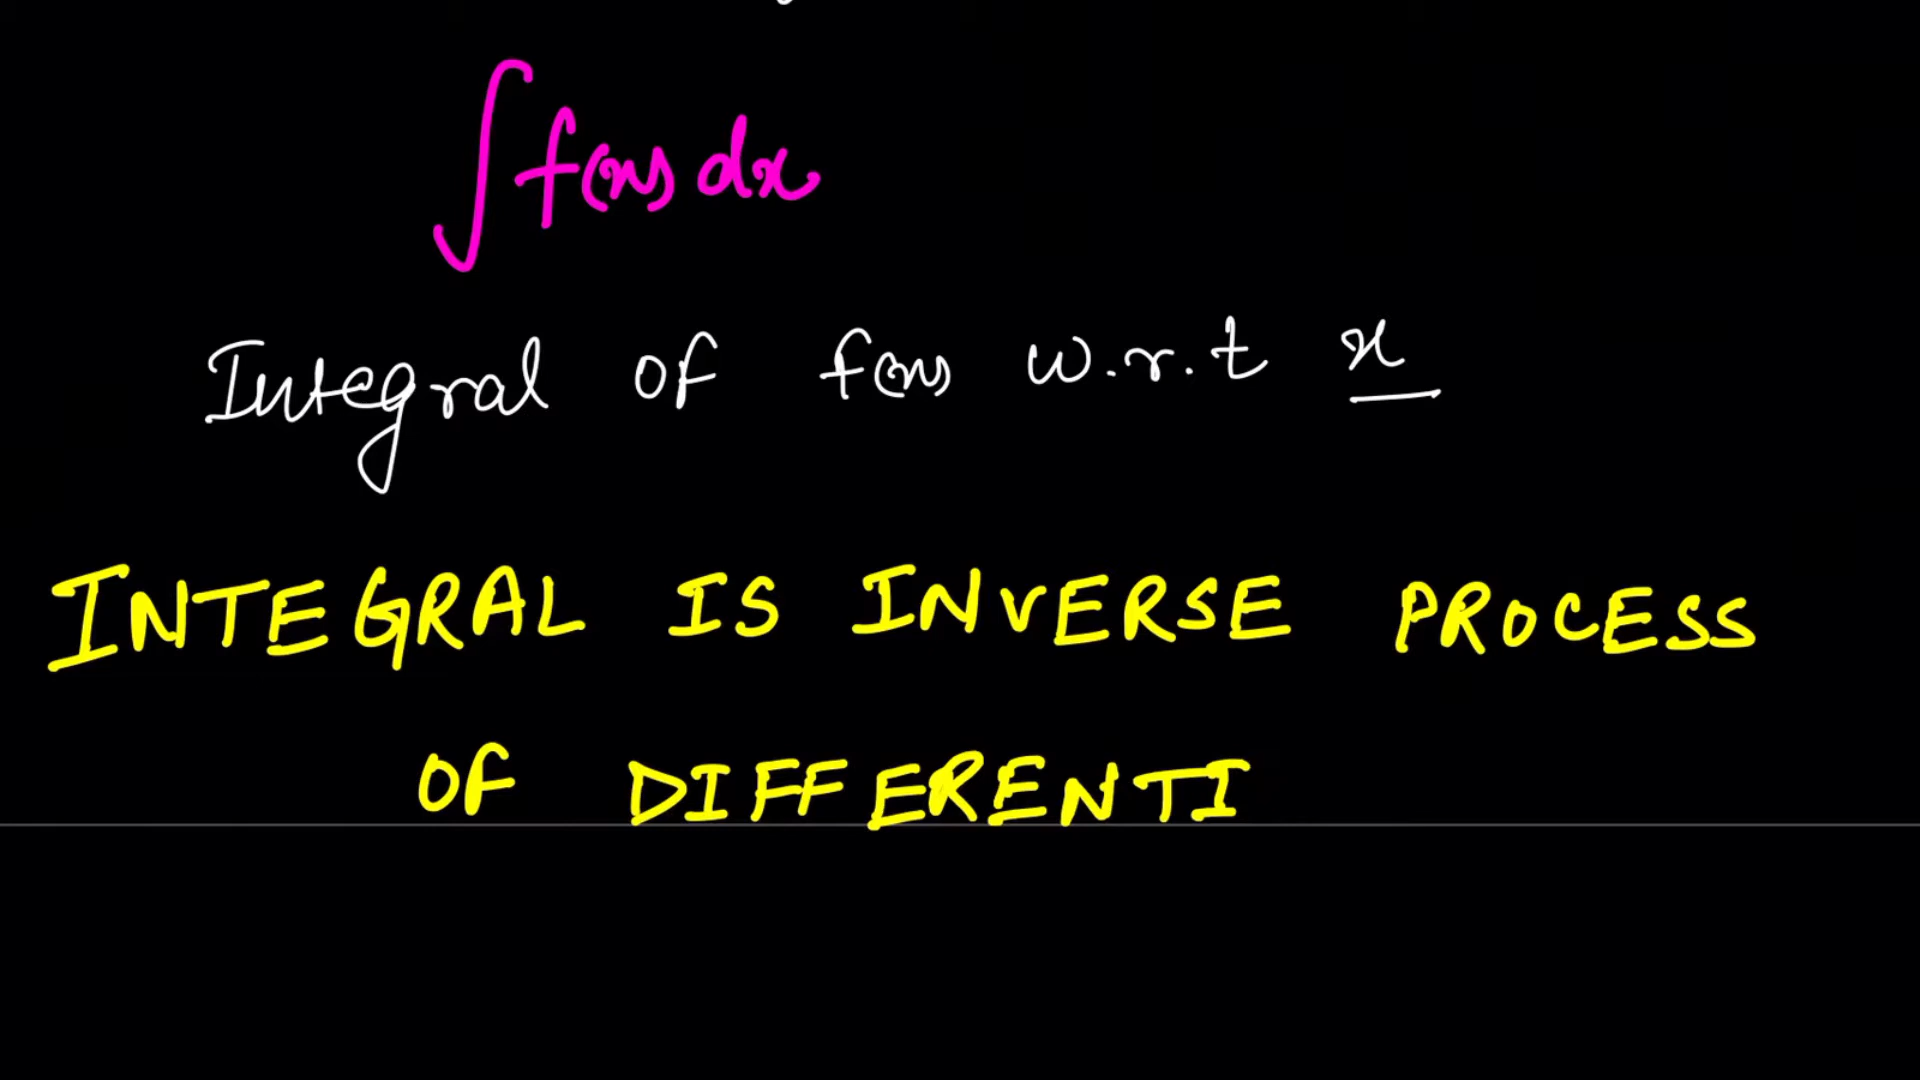 ∫f(x) dx
Integral of f(x) w.r.t x
INTEGRAL IS INVERSE PROCESS
OF DIFFERENTI